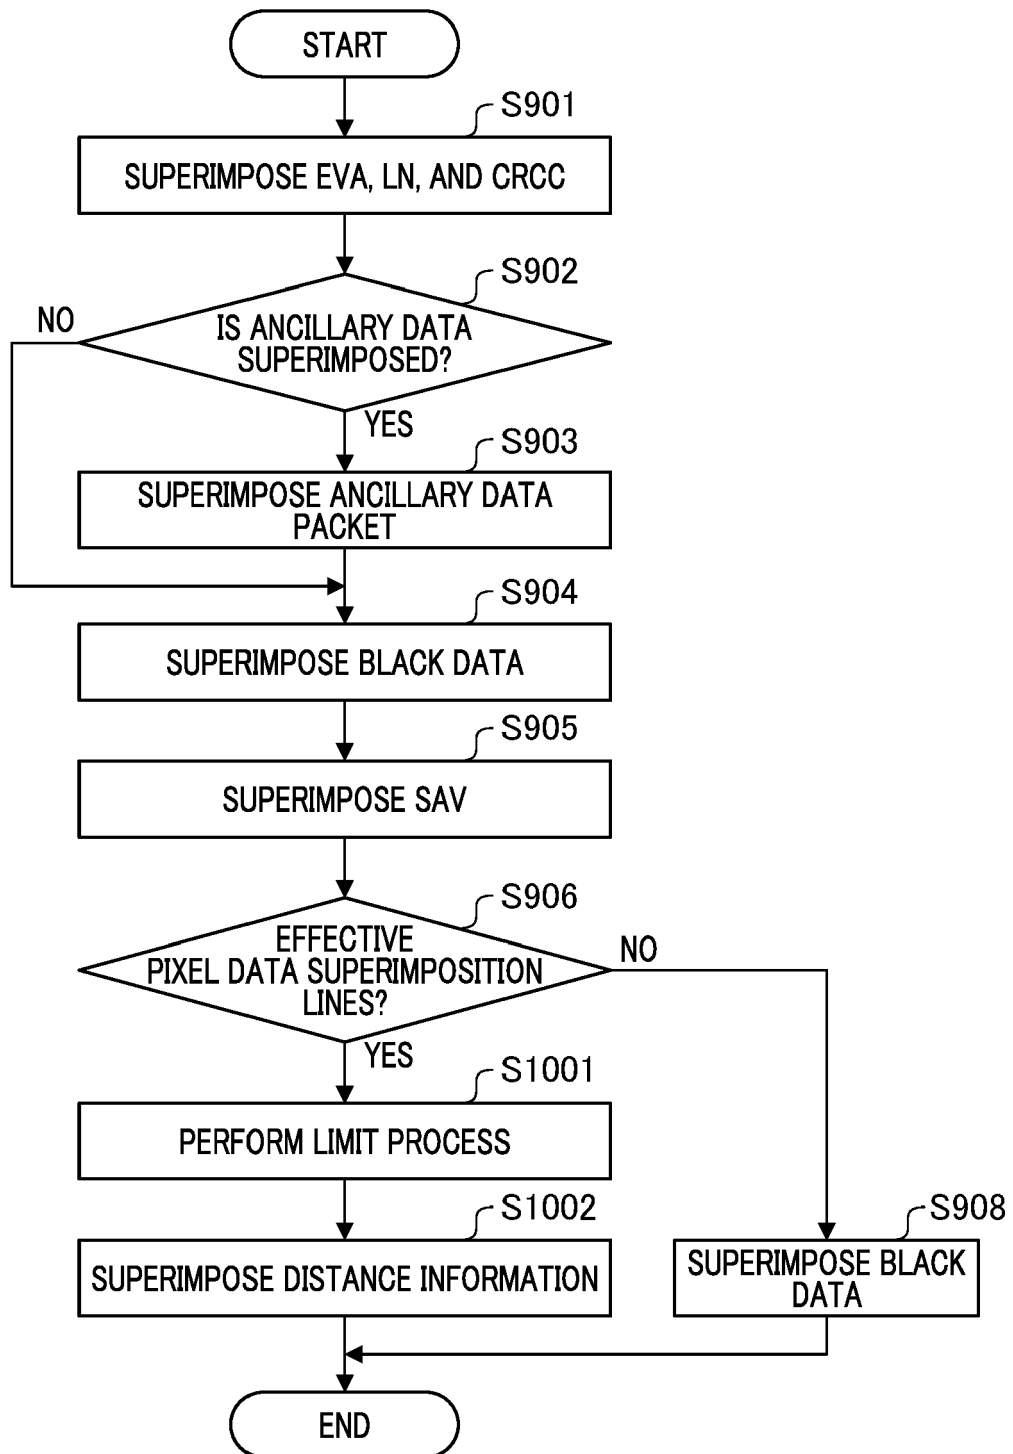 START
S901
SUPERIMPOSE EVA, LN, AND CRCC
S902
NO
IS ANCILLARY DATA
SUPERIMPOSED?
YES
S903
SUPERIMPOSE ANCILLARY DATA
PACKET
S904
SUPERIMPOSE BLACK DATA
S905
SUPERIMPOSE SAV
S906
EFFECTIVE
PIXEL DATA SUPERIMPOSITION
LINES?
NO
YES
S1001
PERFORM LIMIT PROCESS
S1002
SUPERIMPOSE DISTANCE INFORMATION
S908
SUPERIMPOSE BLACK
DATA
END